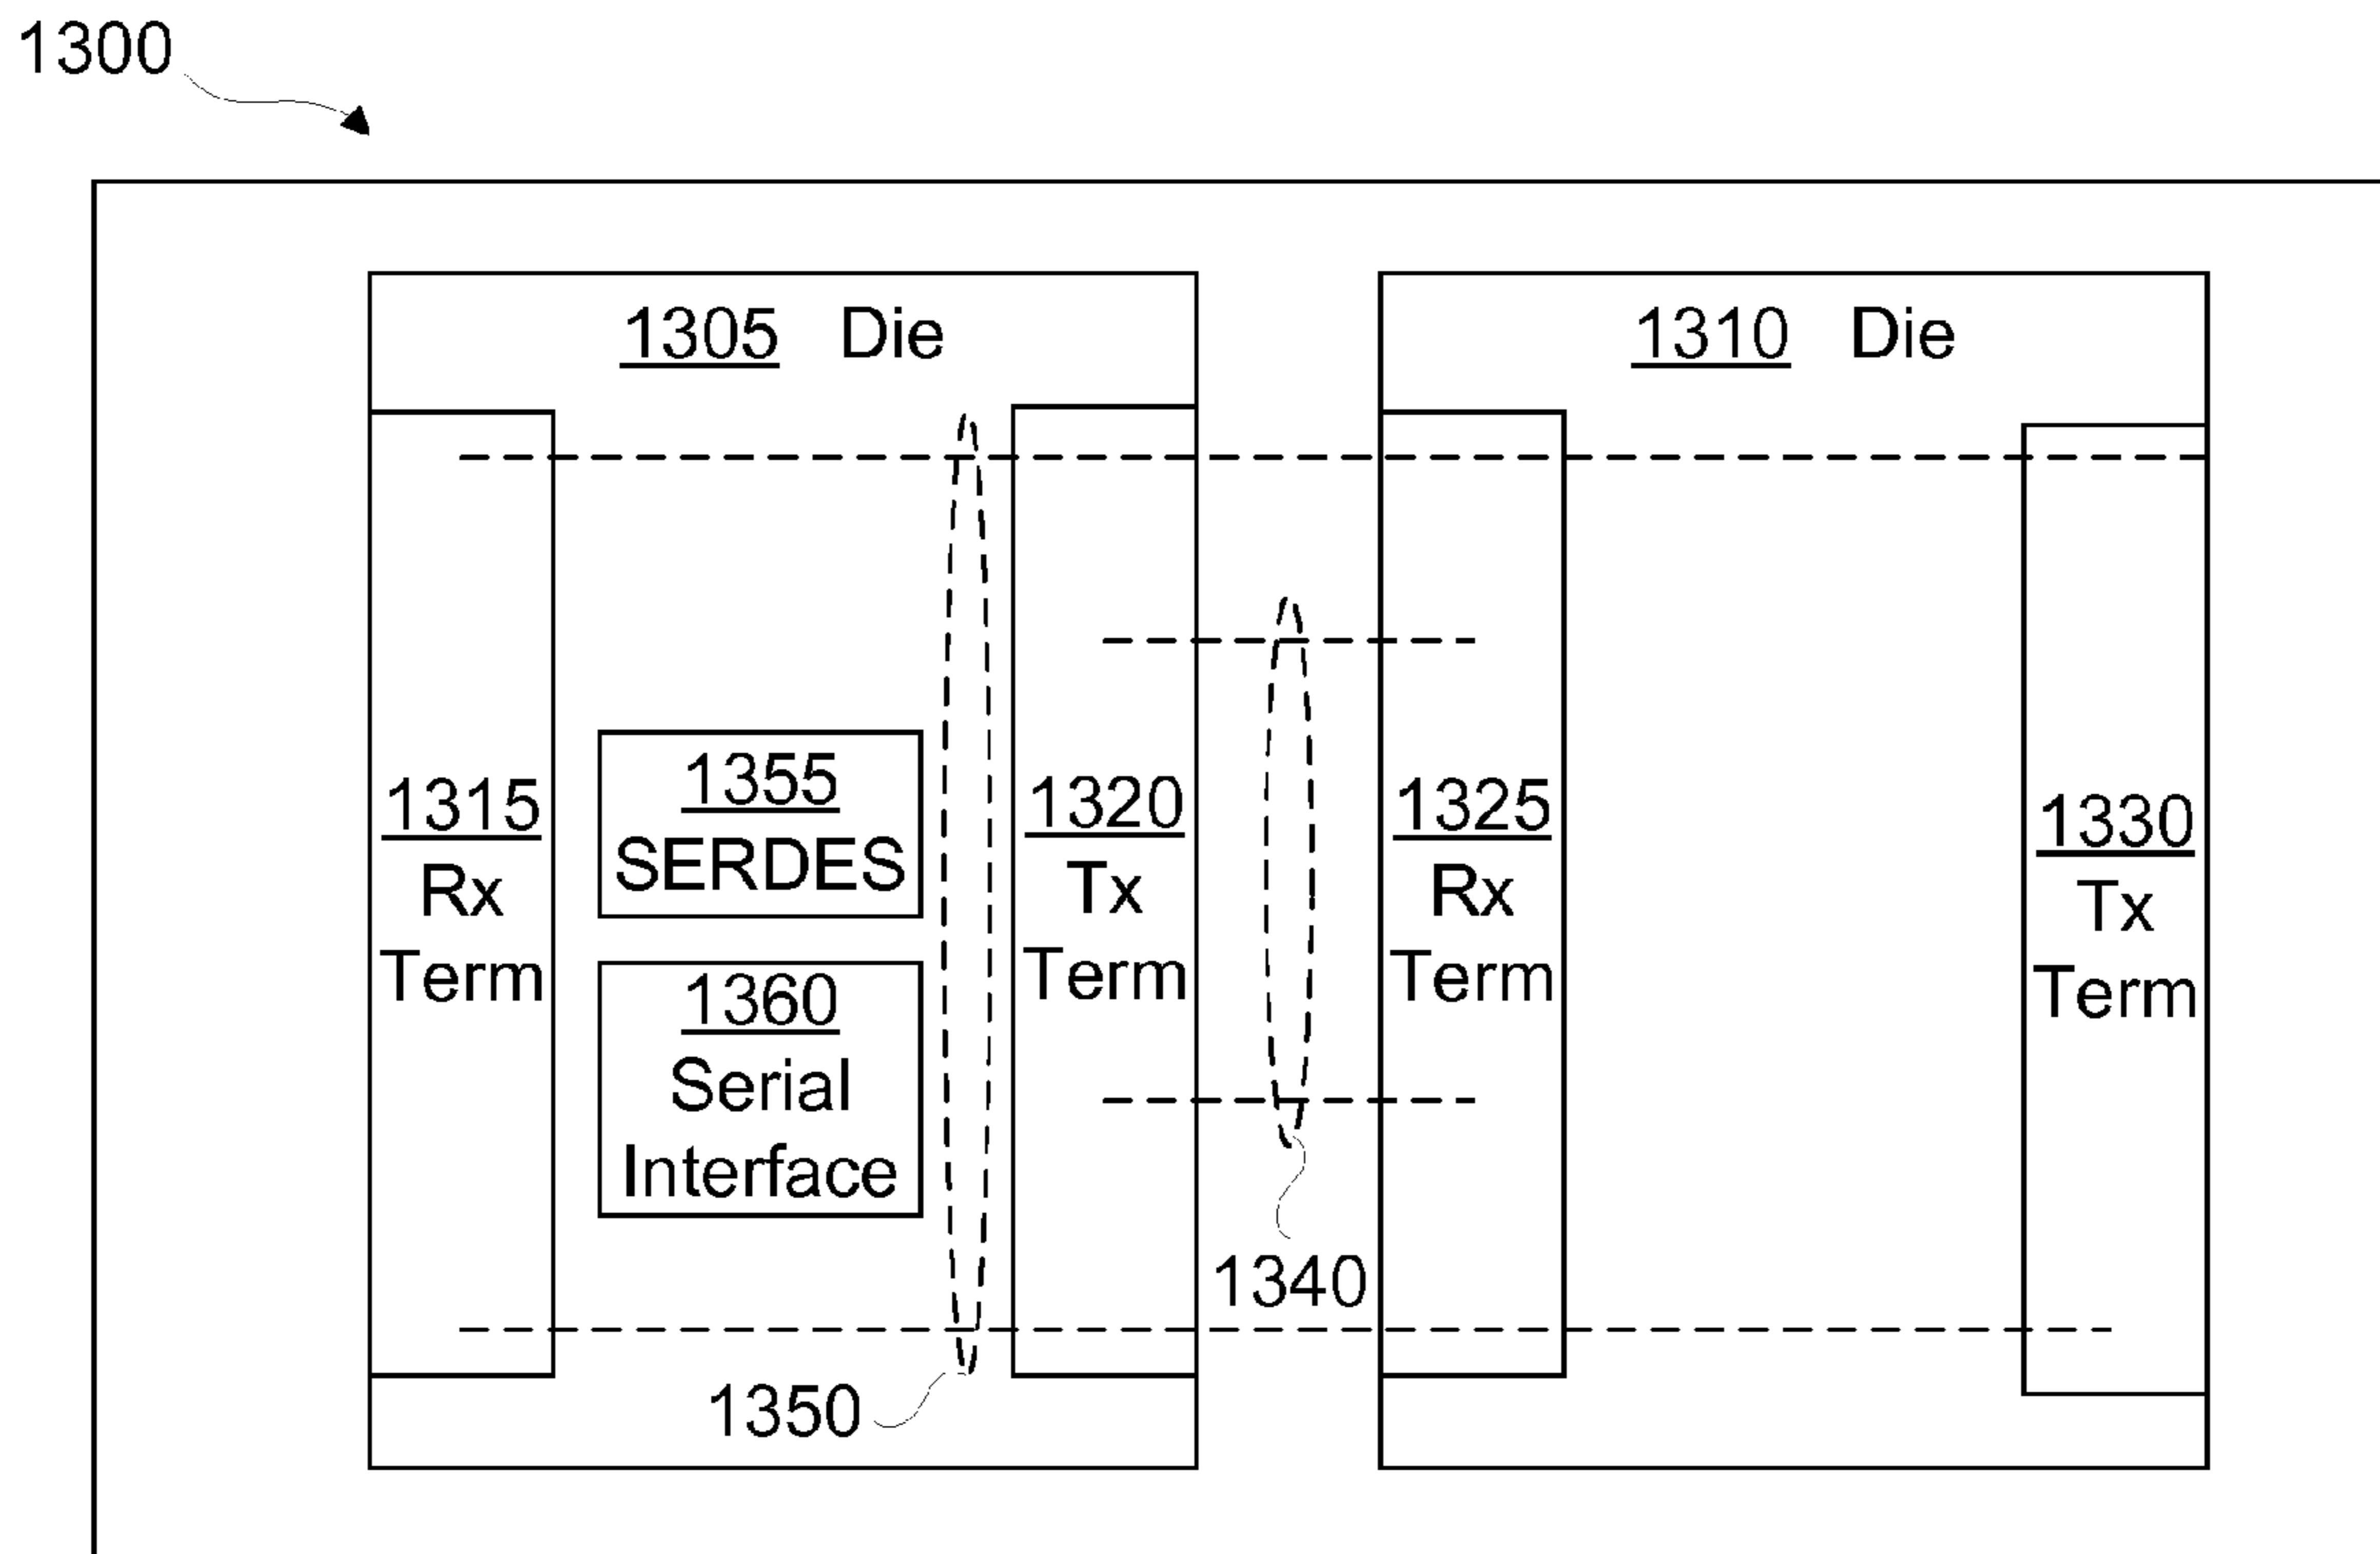 1300
1305 Die
1310 Die
1315
Rx
Term
1355
SERDES
1360
Serial
Interface
1320
Tx
Term
1325
Rx
Term
1330
Tx
Term
1340
1350